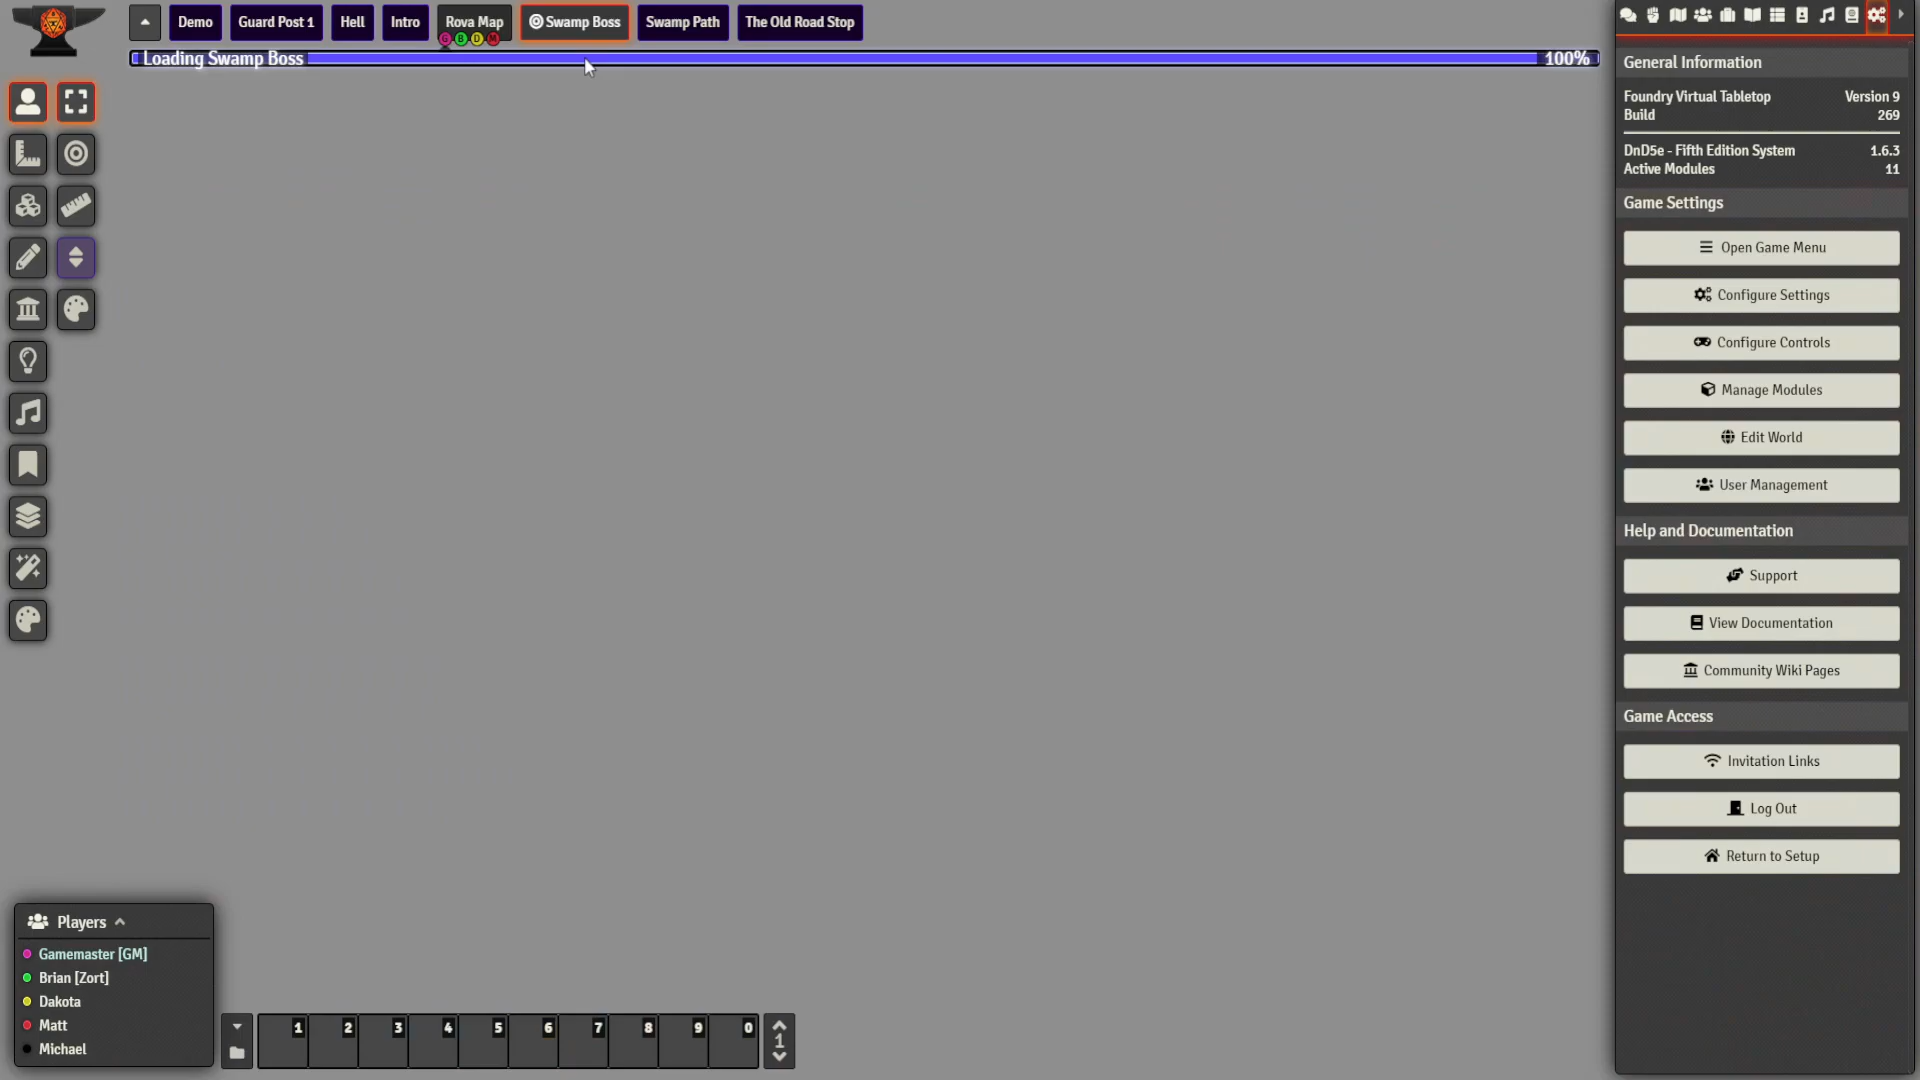 Demo
Guard Post 1
Hell
Intro
Rova Map
Swamp Boss
Swamp Path
The Old Road Stop
G B D M
Loading Swamp Boss
100%
General Information
Foundry Virtual Tabletop Version 9
Build 269
DnD5e - Fifth Edition System 1.6.3
Active Modules 11
Game Settings
Open Game Menu
Configure Settings
Configure Controls
Manage Modules
Edit World
User Management
Help and Documentation
Support
View Documentation
Community Wiki Pages
Game Access
Invitation Links
Log Out
Return to Setup
Players
Gamemaster [GM]
Brian [Zort]
Dakota
Matt
Michael
1 2 3 4 5 6 7 8 9 0
1